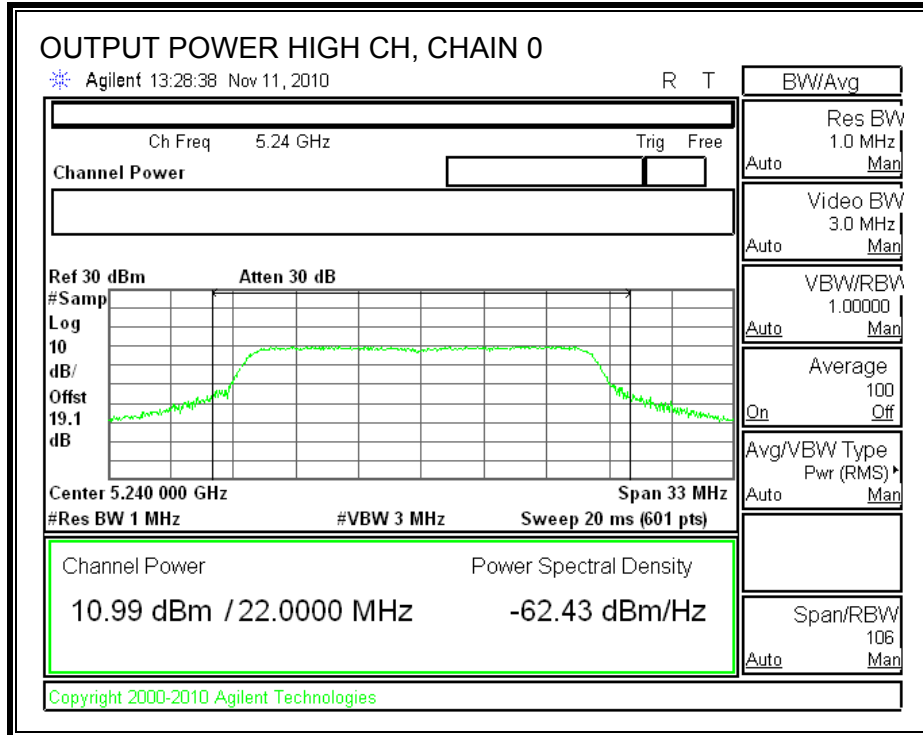 OUTPUT POWER HIGH CH, CHAIN 0
Agilent 13:28:38 Nov 11, 2010 R T
Ch Freq 5.24 GHz Trig Free
Channel Power
Ref 30 dBm Atten 30 dB
#Samp
Log
10
dB/
Offst
19.1
dB
Center 5.240 000 GHz Span 33 MHz
#Res BW 1 MHz #VBW 3 MHz Sweep 20 ms (601 pts)
Channel Power Power Spectral Density
10.99 dBm / 22.0000 MHz -62.43 dBm/Hz
Copyright 2000-2010 Agilent Technologies
BW/Avg
Res BW
1.0 MHz
Auto Man
Video BW
3.0 MHz
Auto Man
VBW/RBW
1.00000
Auto Man
Average
100
On Off
Avg/VBW Type
Pwr (RMS)
Auto Man
Span/RBW
106
Auto Man